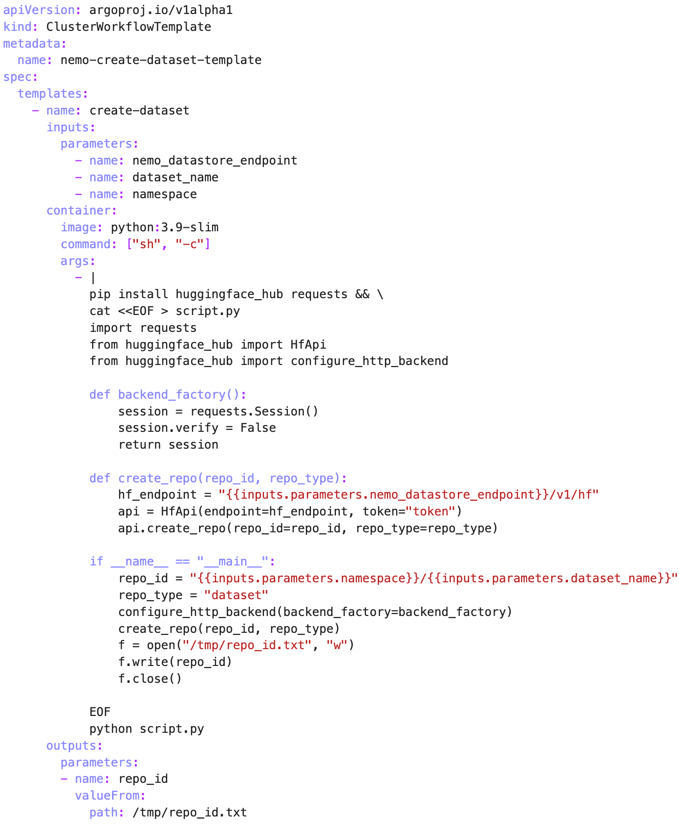 apiVersion: argoproj.io/v1alpha1
kind: ClusterWorkflowTemplate
metadata:
  name: nemo-create-dataset-template
spec:
  templates:
    - name: create-dataset
      inputs:
        parameters:
          - name: nemo_datastore_endpoint
          - name: dataset_name
          - name: namespace
      container:
        image: python:3.9-slim
        command: ["sh", "-c"]
        args:
          - |
            pip install huggingface_hub requests && \
            cat <<EOF > script.py
            import requests
            from huggingface_hub import HfApi
            from huggingface_hub import configure_http_backend

            def backend_factory():
                session = requests.Session()
                session.verify = False
                return session

            def create_repo(repo_id, repo_type):
                hf_endpoint = "{{inputs.parameters.nemo_datastore_endpoint}}/v1/hf"
                api = HfApi(endpoint=hf_endpoint, token="token")
                api.create_repo(repo_id=repo_id, repo_type=repo_type)

            if __name__ == "__main__":
                repo_id = "{{inputs.parameters.namespace}}/{{inputs.parameters.dataset_name}}"
                repo_type = "dataset"
                configure_http_backend(backend_factory=backend_factory)
                create_repo(repo_id, repo_type)
                f = open("/tmp/repo_id.txt", "w")
                f.write(repo_id)
                f.close()

            EOF
            python script.py
      outputs:
        parameters:
        - name: repo_id
          valueFrom:
            path: /tmp/repo_id.txt